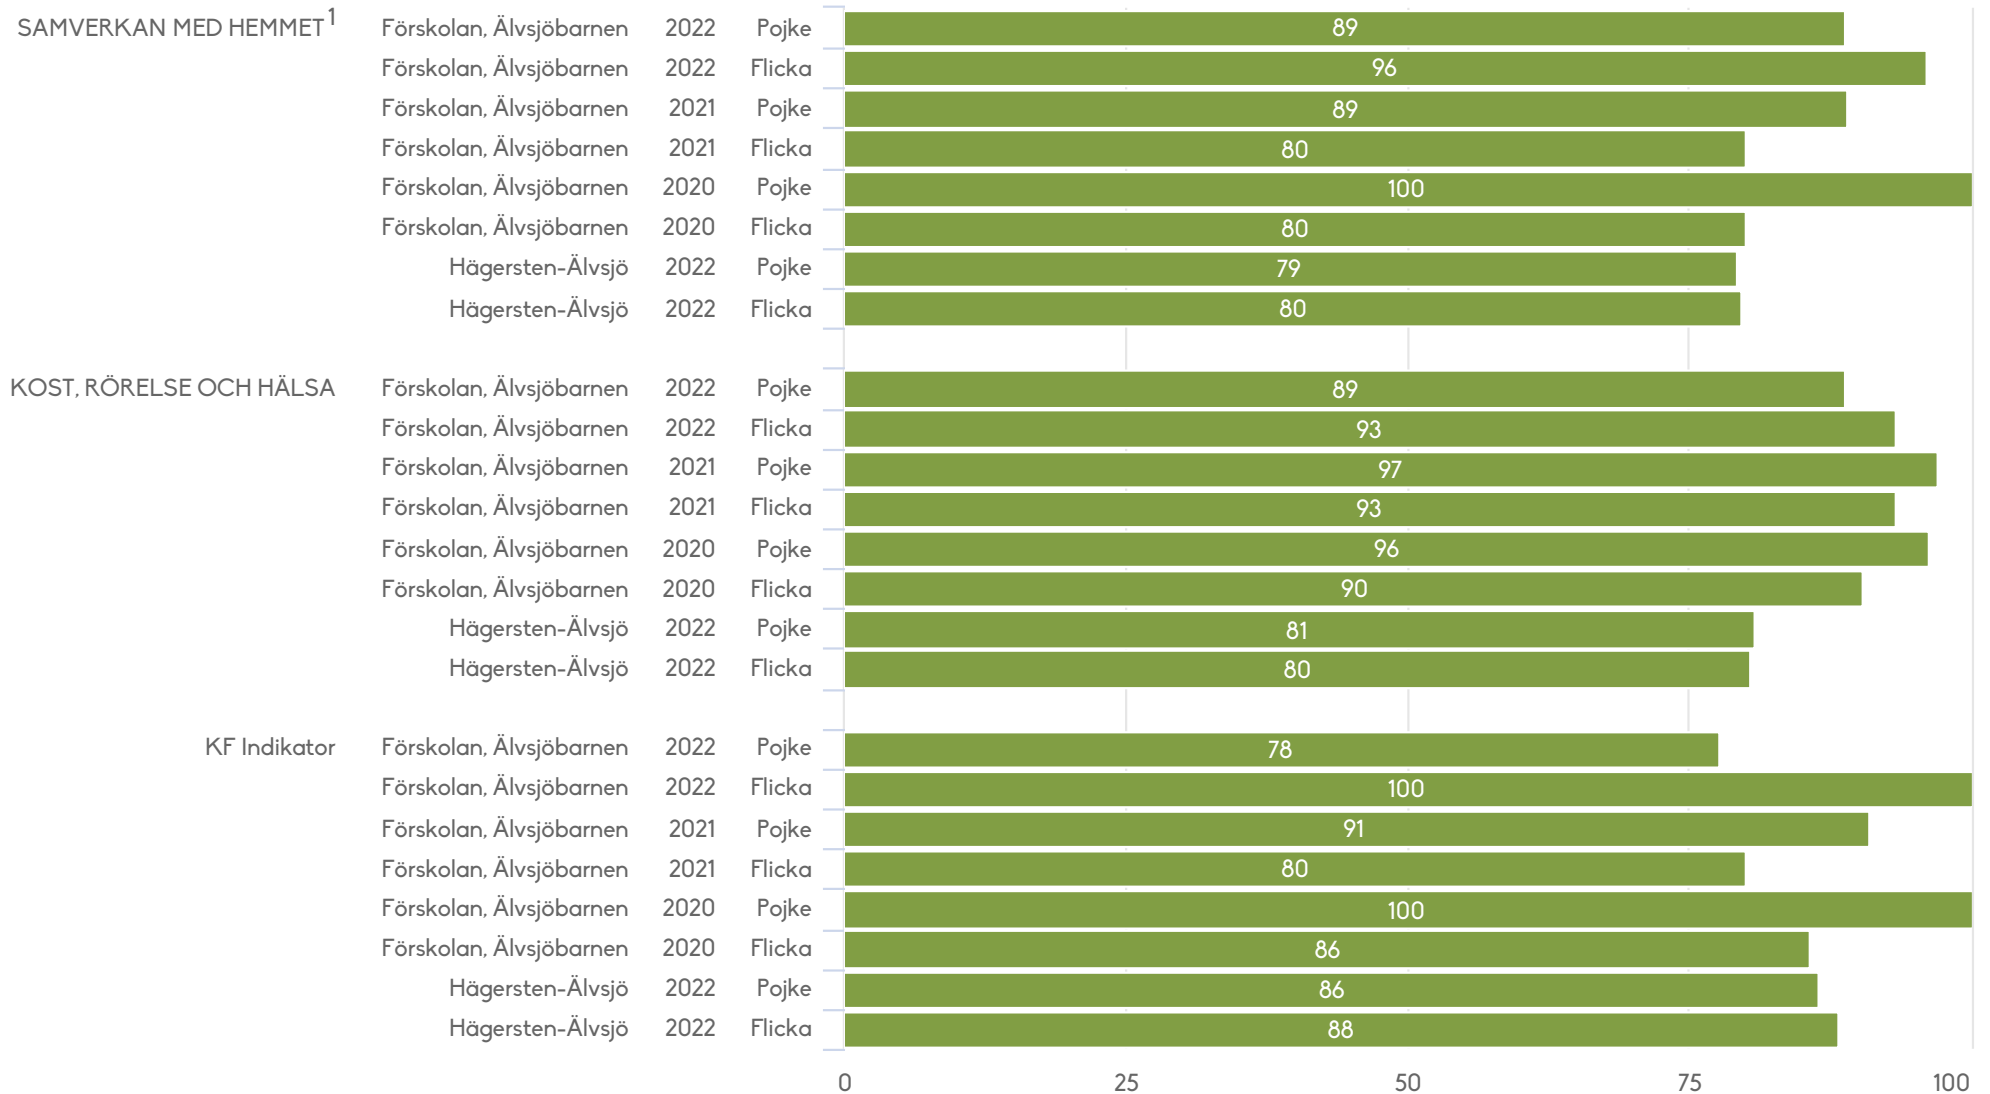 SAMVERKAN MED HEMMET1 Förskolan, Älvsjöbarnen 2022 Pojke 89
Förskolan, Älvsjöbarnen 2022 Flicka 96
Förskolan, Älvsjöbarnen 2021 Pojke 89
Förskolan, Älvsjöbarnen 2021 Flicka 80
Förskolan, Älvsjöbarnen 2020 Pojke 100
Förskolan, Älvsjöbarnen 2020 Flicka 80
Hägersten-Älvsjö 2022 Pojke 79
Hägersten-Älvsjö 2022 Flicka 80
KOST, RÖRELSE OCH HÄLSA Förskolan, Älvsjöbarnen 2022 Pojke 89
Förskolan, Älvsjöbarnen 2022 Flicka 93
Förskolan, Älvsjöbarnen 2021 Pojke 97
Förskolan, Älvsjöbarnen 2021 Flicka 93
Förskolan, Älvsjöbarnen 2020 Pojke 96
Förskolan, Älvsjöbarnen 2020 Flicka 90
Hägersten-Älvsjö 2022 Pojke 81
Hägersten-Älvsjö 2022 Flicka 80
KF Indikator Förskolan, Älvsjöbarnen 2022 Pojke 78
Förskolan, Älvsjöbarnen 2022 Flicka 100
Förskolan, Älvsjöbarnen 2021 Pojke 91
Förskolan, Älvsjöbarnen 2021 Flicka 80
Förskolan, Älvsjöbarnen 2020 Pojke 100
Förskolan, Älvsjöbarnen 2020 Flicka 86
Hägersten-Älvsjö 2022 Pojke 86
Hägersten-Älvsjö 2022 Flicka 88
0 25 50 75 100